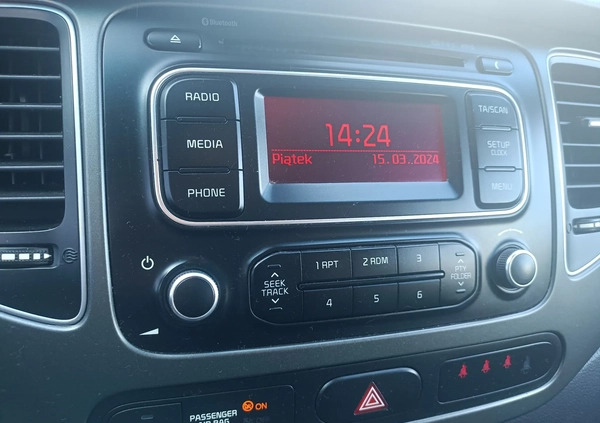 Bluetooth
RADIO
MEDIA
PHONE
14:24
Piątek 15.03..2024
TA/SCAN
SETUP
CLOCK
MENU
SEEK
TRACK
1 RPT
2 RDM
3
4
5
6
PTY
FOLDER
PASSENGER
AIR BAG
ON